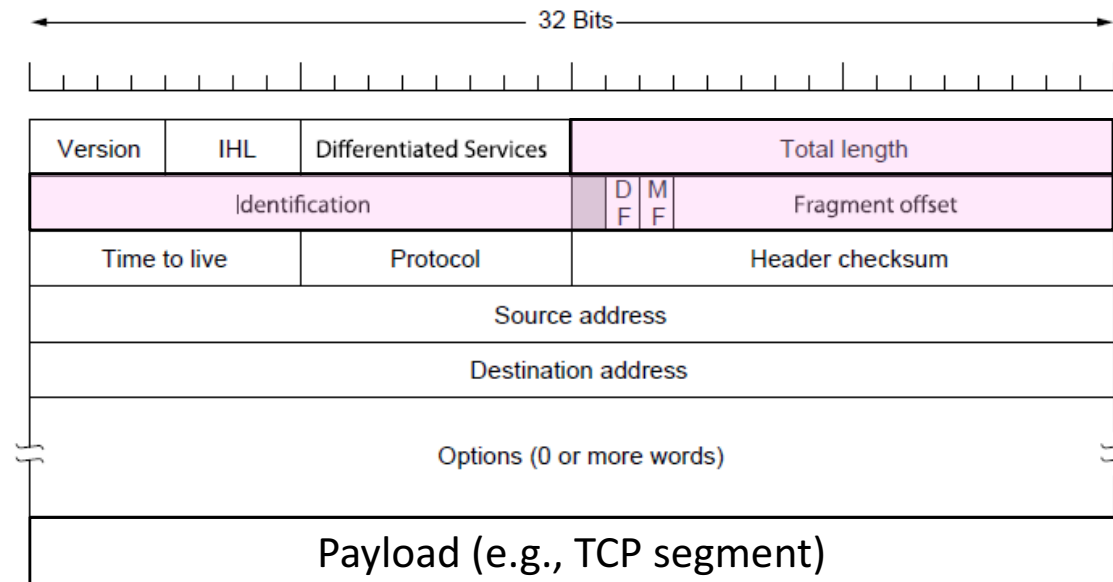 32 Bits
Version IHL Differentiated Services Total length
Identification D F M F Fragment offset
Time to live Protocol Header checksum
Source address
Destination address
Options (0 or more words)
Payload (e.g., TCP segment)